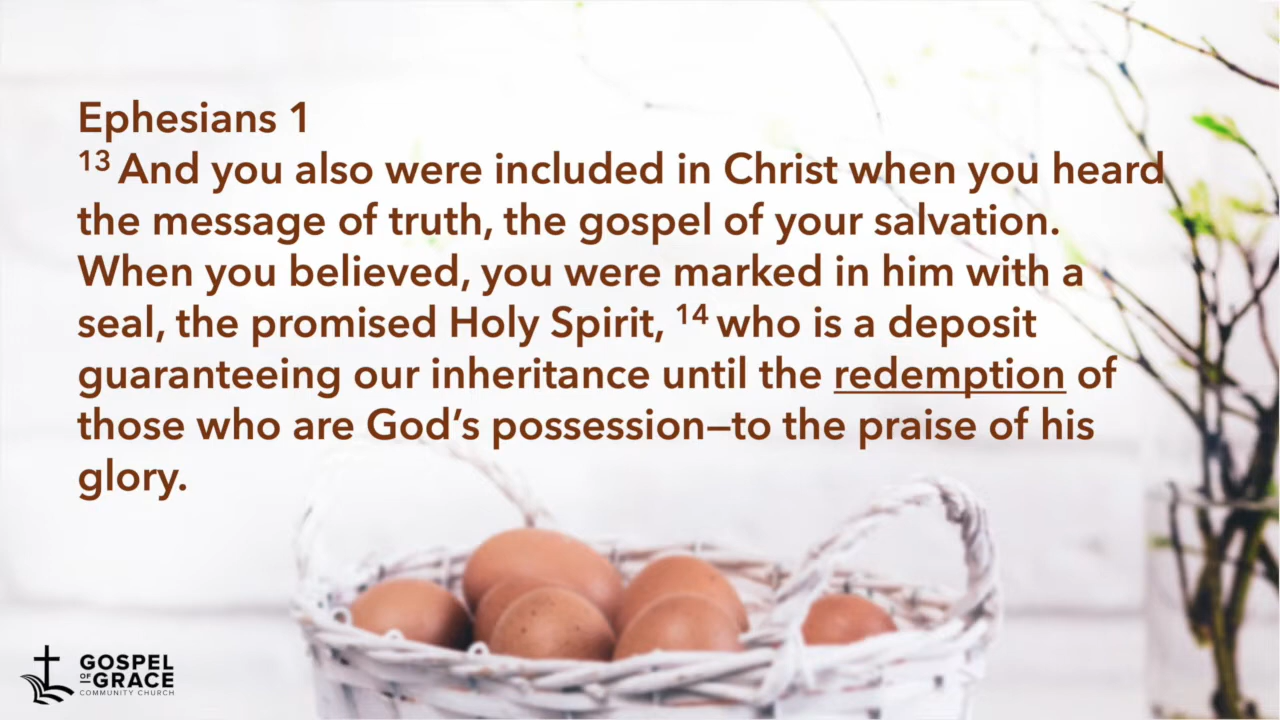 Ephesians 1
13 And you also were included in Christ when you heard
the message of truth, the gospel of your salvation.
When you believed, you were marked in him with a
seal, the promised Holy Spirit, 14 who is a deposit
guaranteeing our inheritance until the redemption of
those who are God’s possession—to the praise of his
glory.
GOSPEL
OF GRACE
COMMUNITY CHURCH